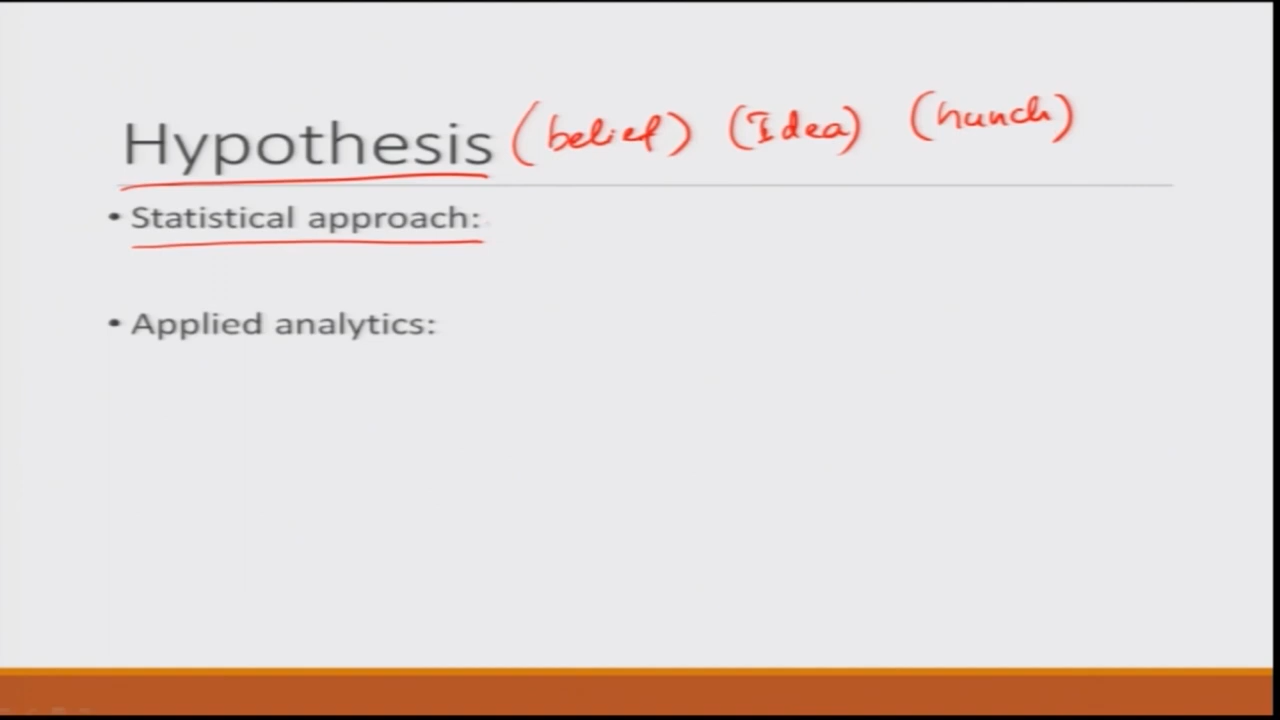 Hypothesis (belief) (Idea) (hunch)
• Statistical approach:
• Applied analytics: